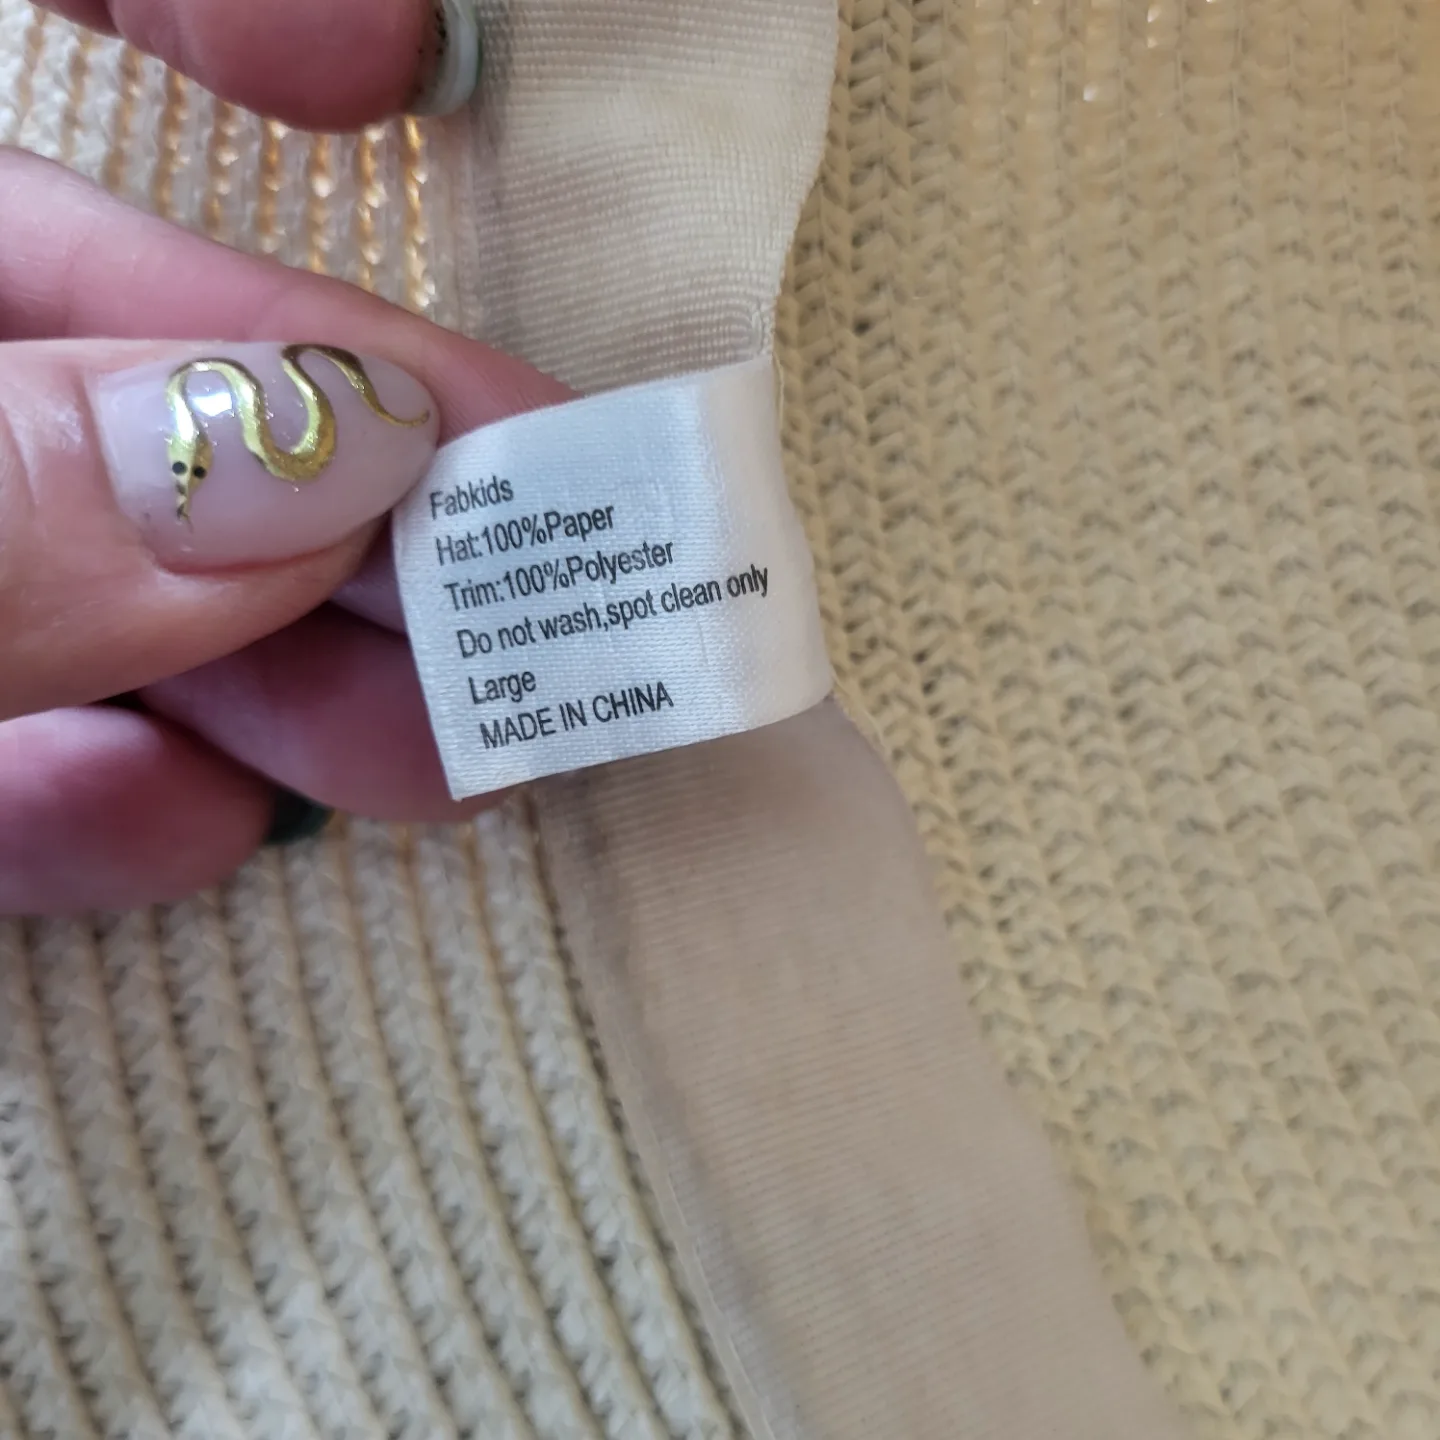 Fabkids
Hat:100%Paper
Trim:100%Polyester
Do not wash,spot clean only
Large
MADE IN CHINA